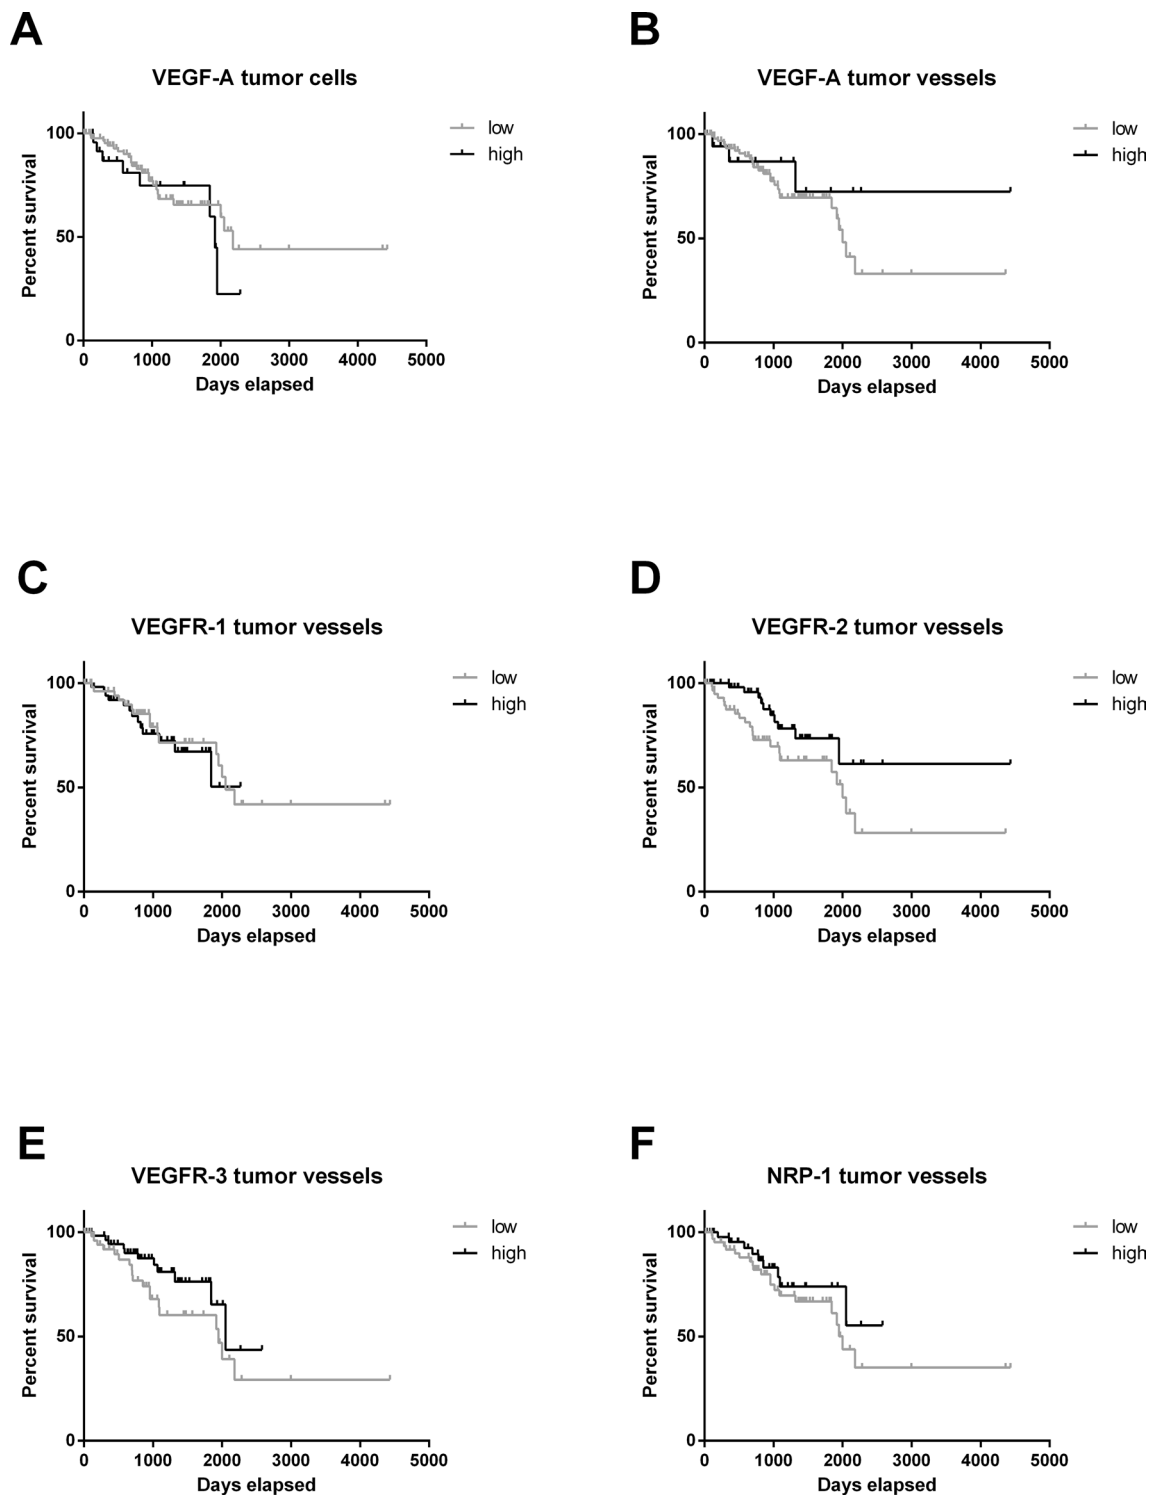 A
VEGF-A tumor cells
100
50
0
Percent survival
0 1000 2000 3000 4000 5000
Days elapsed
low
high
B
VEGF-A tumor vessels
100
50
0
Percent survival
0 1000 2000 3000 4000 5000
Days elapsed
low
high
C
VEGFR-1 tumor vessels
100
50
0
Percent survival
0 1000 2000 3000 4000 5000
Days elapsed
low
high
D
VEGFR-2 tumor vessels
100
50
0
Percent survival
0 1000 2000 3000 4000 5000
Days elapsed
low
high
E
VEGFR-3 tumor vessels
100
50
0
Percent survival
0 1000 2000 3000 4000 5000
Days elapsed
low
high
F
NRP-1 tumor vessels
100
50
0
Percent survival
0 1000 2000 3000 4000 5000
Days elapsed
low
high